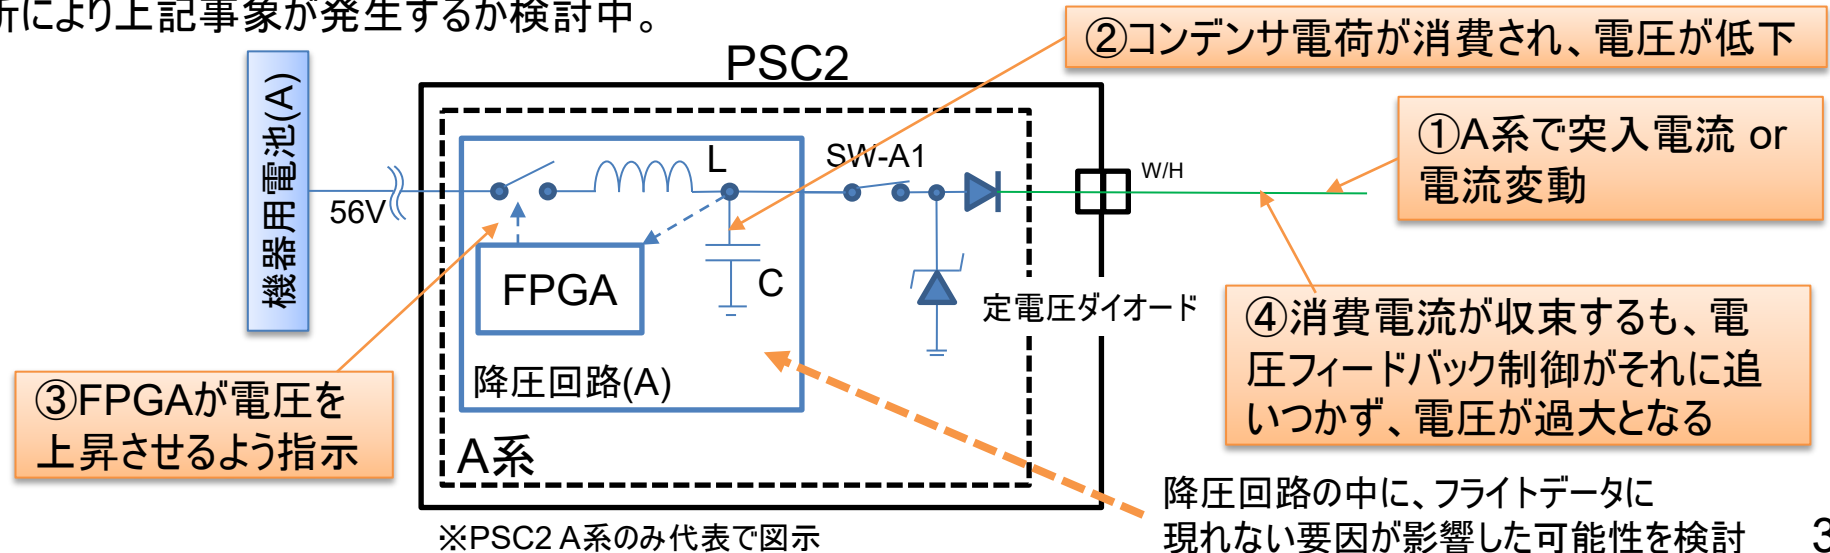 析により上記事象が発生するか検討中。
PSC2
②コンデンサ電荷が消費され、電圧が低下
機器用電池(A)
56V
L
SW-A1
W/H
①A系で突入電流 or
電流変動
FPGA
C
定電圧ダイオード
降圧回路(A)
③FPGAが電圧を
上昇させるよう指示
④消費電流が収束するも、電
圧フィードバック制御がそれに追
いつかず、電圧が過大となる
A系
降圧回路の中に、フライトデータに
現れない要因が影響した可能性を検討
※PSC2 A系のみ代表で図示
3